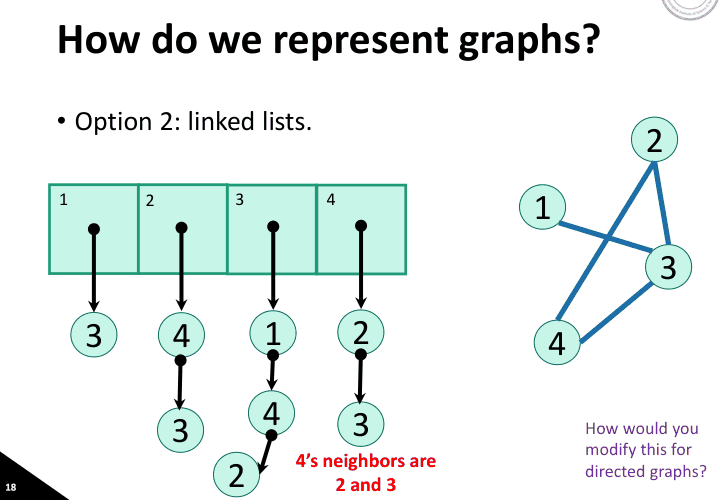 How do we represent graphs?
• Option 2: linked lists.
1 2 3 4
3 4 1 2
3 4 3
2
4's neighbors are
2 and 3
2
1
3
4
How would you
modify this for
directed graphs?
18